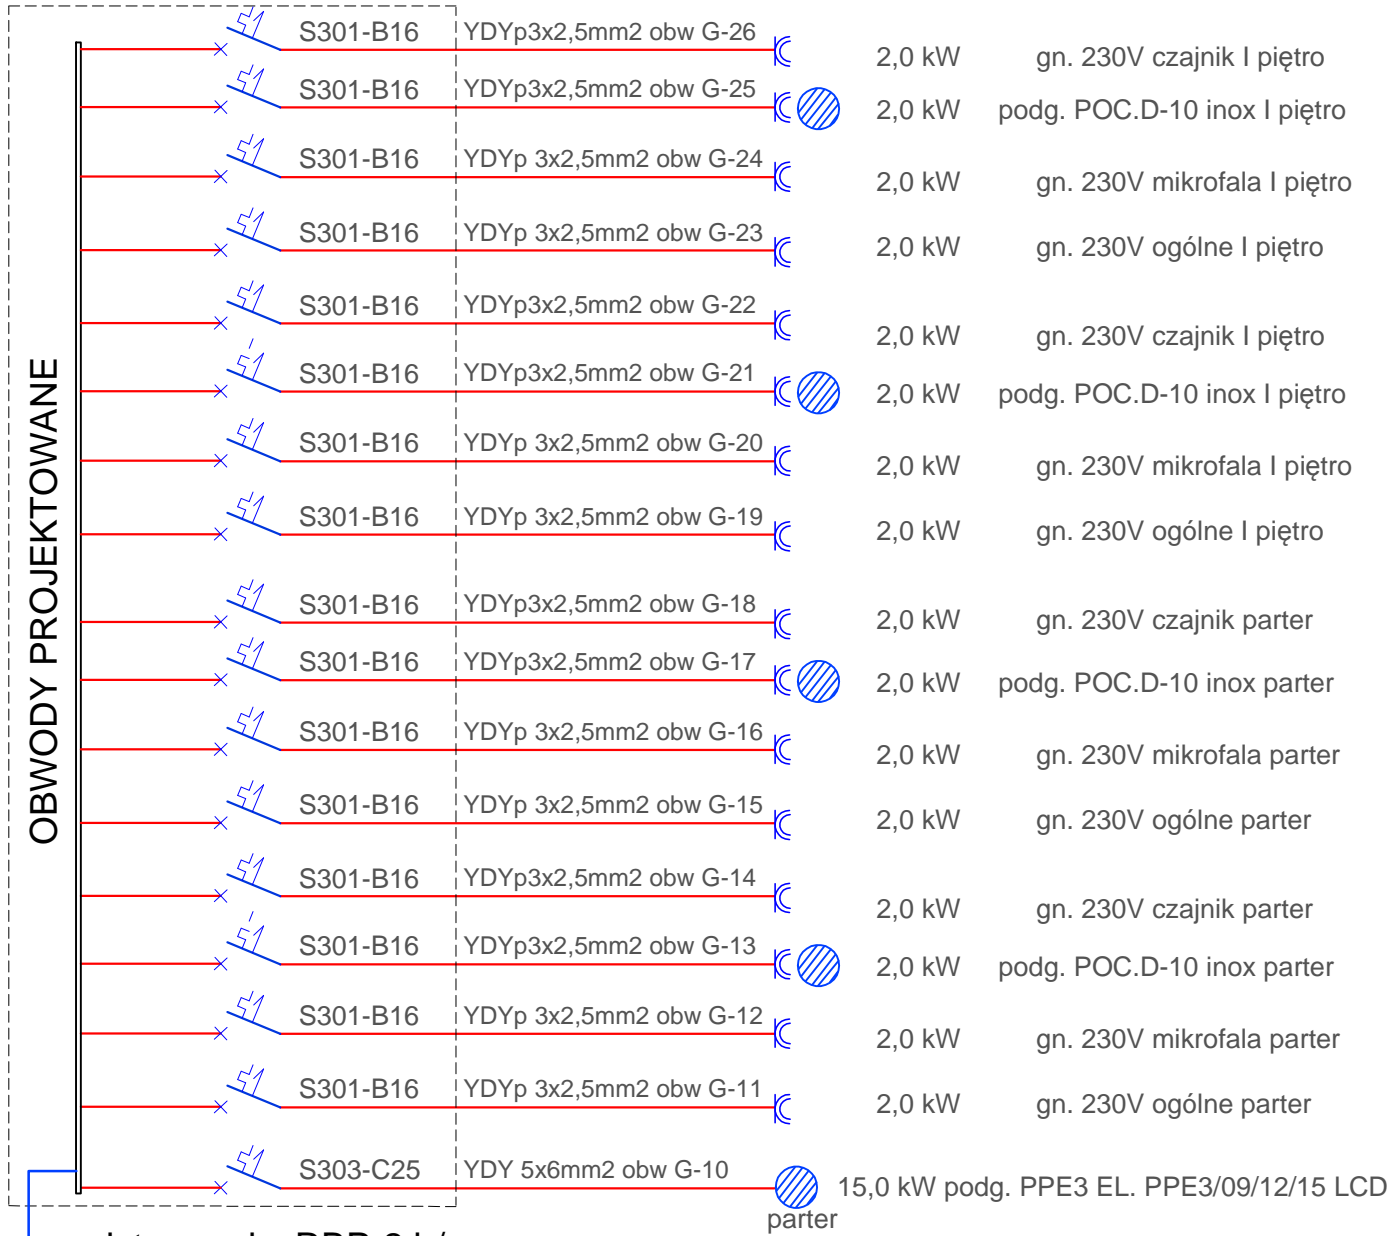 S301-B16 YDYp3x2,5mm2 obw G-26 2,0 kW gn. 230V czajnik I piętro
S301-B16 YDYp3x2,5mm2 obw G-25 2,0 kW podg. POC.D-10 inox I piętro
S301-B16 YDYp 3x2,5mm2 obw G-24 2,0 kW gn. 230V mikrofala I piętro
S301-B16 YDYp 3x2,5mm2 obw G-23 2,0 kW gn. 230V ogólne I piętro
S301-B16 YDYp3x2,5mm2 obw G-22 2,0 kW gn. 230V czajnik I piętro
S301-B16 YDYp3x2,5mm2 obw G-21 2,0 kW podg. POC.D-10 inox I piętro
S301-B16 YDYp 3x2,5mm2 obw G-20 2,0 kW gn. 230V mikrofala I piętro
S301-B16 YDYp 3x2,5mm2 obw G-19 2,0 kW gn. 230V ogólne I piętro
S301-B16 YDYp3x2,5mm2 obw G-18 2,0 kW gn. 230V czajnik parter
S301-B16 YDYp3x2,5mm2 obw G-17 2,0 kW podg. POC.D-10 inox parter
S301-B16 YDYp 3x2,5mm2 obw G-16 2,0 kW gn. 230V mikrofala parter
S301-B16 YDYp 3x2,5mm2 obw G-15 2,0 kW gn. 230V ogólne parter
S301-B16 YDYp3x2,5mm2 obw G-14 2,0 kW gn. 230V czajnik parter
S301-B16 YDYp3x2,5mm2 obw G-13 2,0 kW podg. POC.D-10 inox parter
S301-B16 YDYp 3x2,5mm2 obw G-12 2,0 kW gn. 230V mikrofala parter
S301-B16 YDYp 3x2,5mm2 obw G-11 2,0 kW gn. 230V ogólne parter
S303-C25 YDY 5x6mm2 obw G-10 15,0 kW podg. PPE3 EL. PPE3/09/12/15 LCD
parter
OBWODY PROJEKTOWANE